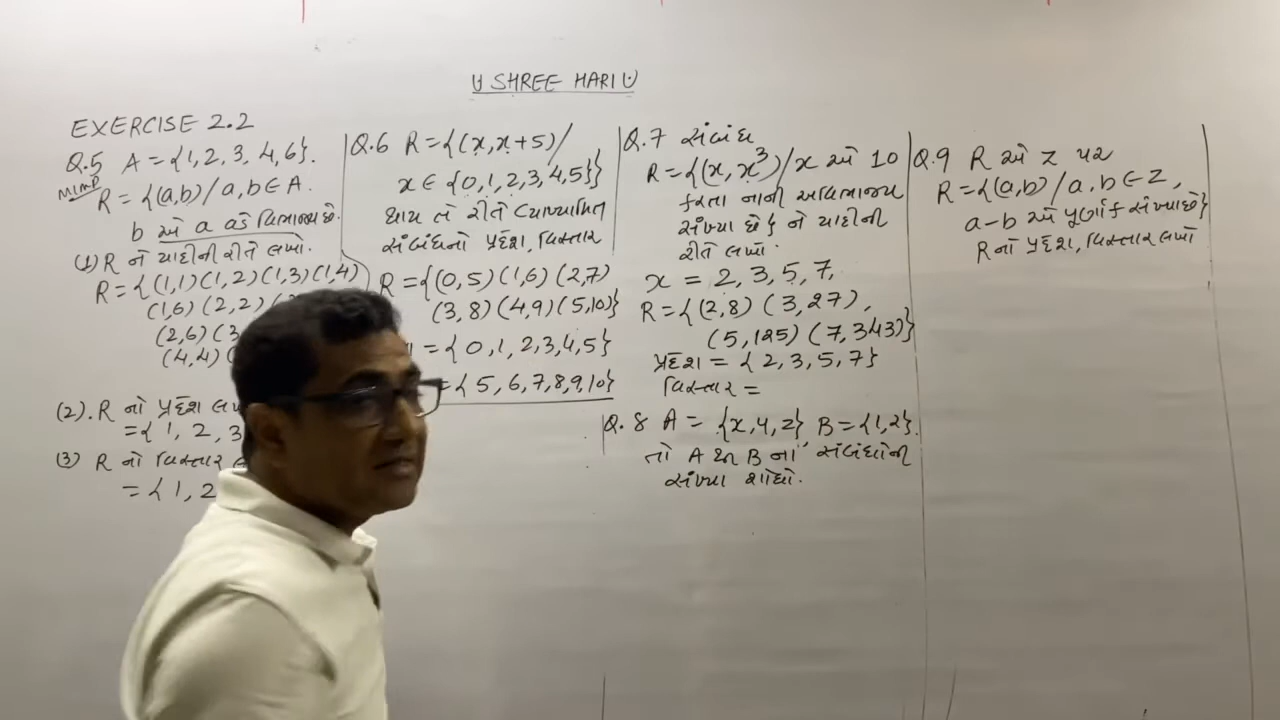 SHREE HARI
EXERCISE 2.2
Q.5 A = {1, 2, 3, 4, 6}.
MIMP
R = {(a,b) / a, b ∈ A.
b એ a વડે વિભાજ્ય છે.
(1) R ને યાદીની રીતે લખો.
R = {(1,1) (1,2) (1,3) (1,4)
(1,6) (2,2)
(2,6) (3
(4,4) (
(2). R નો પ્રદેશ
= {1, 2, 3
(3) R નો વિસ્તાર
= {1, 2
Q.6 R = {(x, x+5) /
x ∈ {0,1,2,3,4,5}}
થાય તે રીતે વ્યાખ્યાયિત
સંબંધનો પ્રદેશ, વિસ્તાર
R = {(0,5) (1,6) (2,7)
(3,8) (4,9) (5,10)}
= {0,1,2,3,4,5}
= {5,6,7,8,9,10}
Q.7 સંબંધ
R = {(x, x³) / x એ 10
કરતા નાની અવિભાજ્ય
સંખ્યા છે} ને યાદીની
રીતે લખો.
x = 2, 3, 5, 7,
R = {(2,8) (3,27),
(5,125) (7,343)}
પ્રદેશ = {2, 3, 5, 7}
વિસ્તાર =
Q.8 A = {x,y,z} B = {1,2}.
તો A થી B ના સંબંધોની
સંખ્યા શોધો.
Q.9 R એ Z પર
R = {(a,b) / a, b ∈ Z,
a-b એ પૂર્ણાંક સંખ્યા છે}
R નો પ્રદેશ, વિસ્તાર લખો